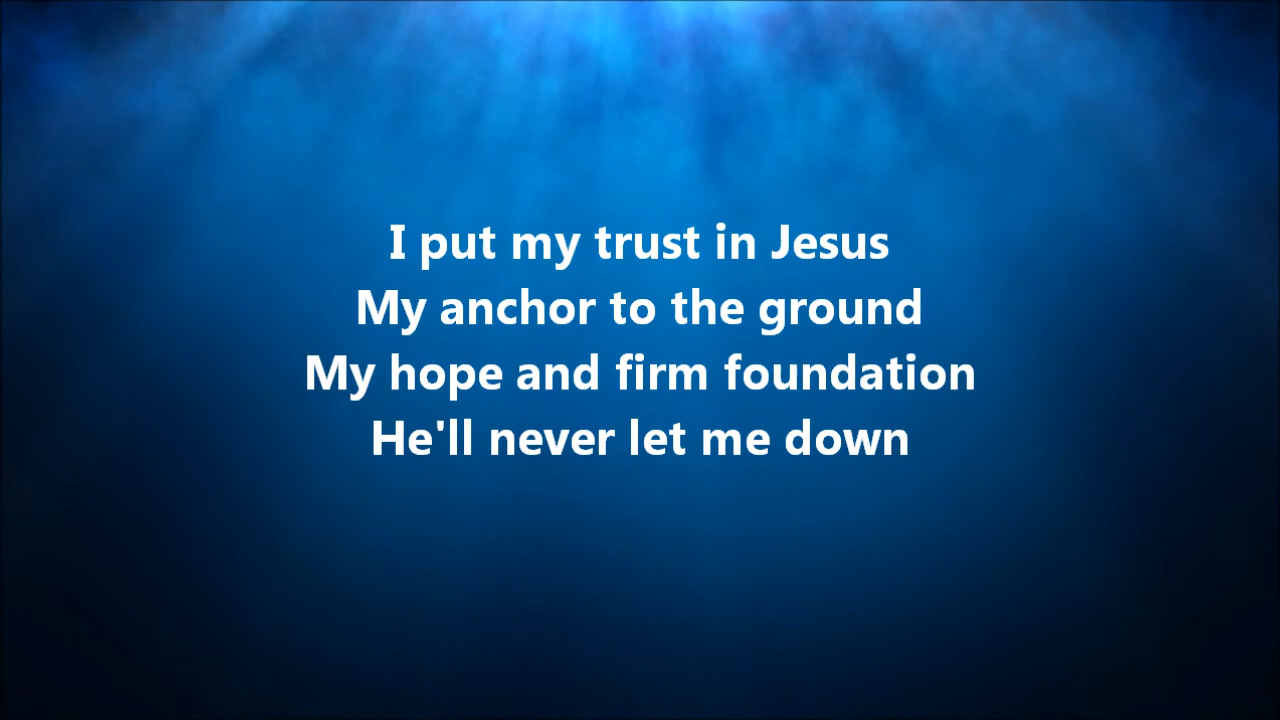 I put my trust in Jesus
My anchor to the ground
My hope and firm foundation
He'll never let me down